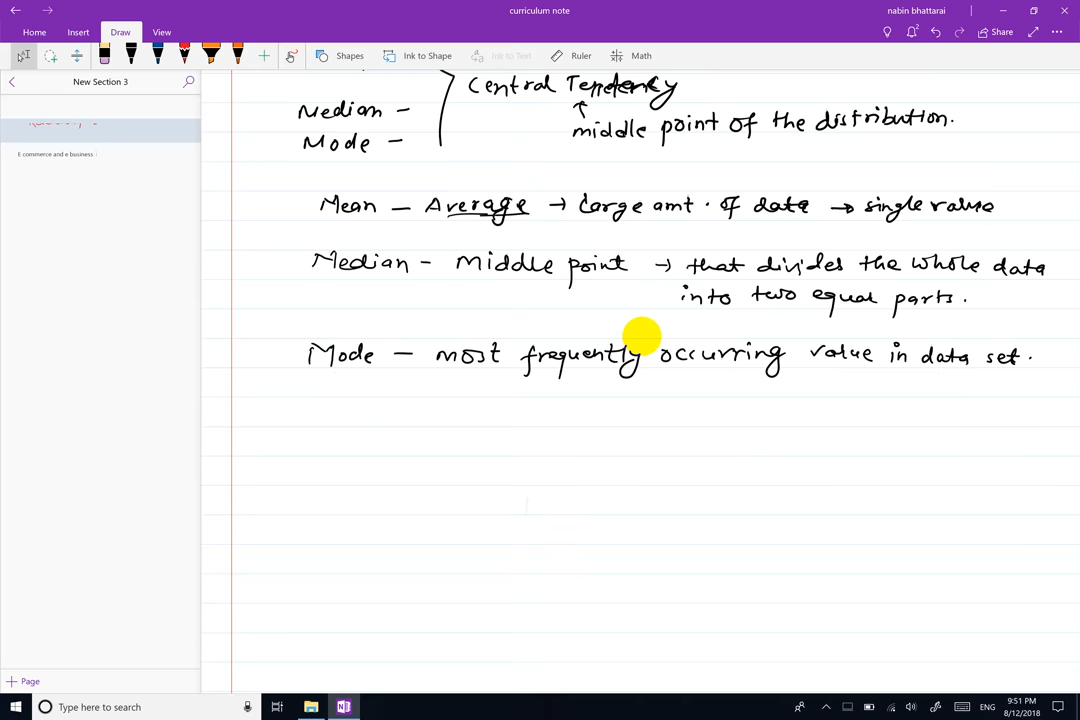 curriculum note
nabin bhattarai
Home Insert Draw View
Share
Shapes Ink to Shape Ink to Text Ruler Math
New Section 3
E commerce and e business
Page
Central Tendency
Median -
middle point of the distribution.
Mode -
Mean - Average → Large amt. of data → single value
Median - Middle point → that divides the whole data
into two equal parts.
Mode - most frequently occurring value in data set.
Type here to search
ENG
9:51 PM
8/12/2018